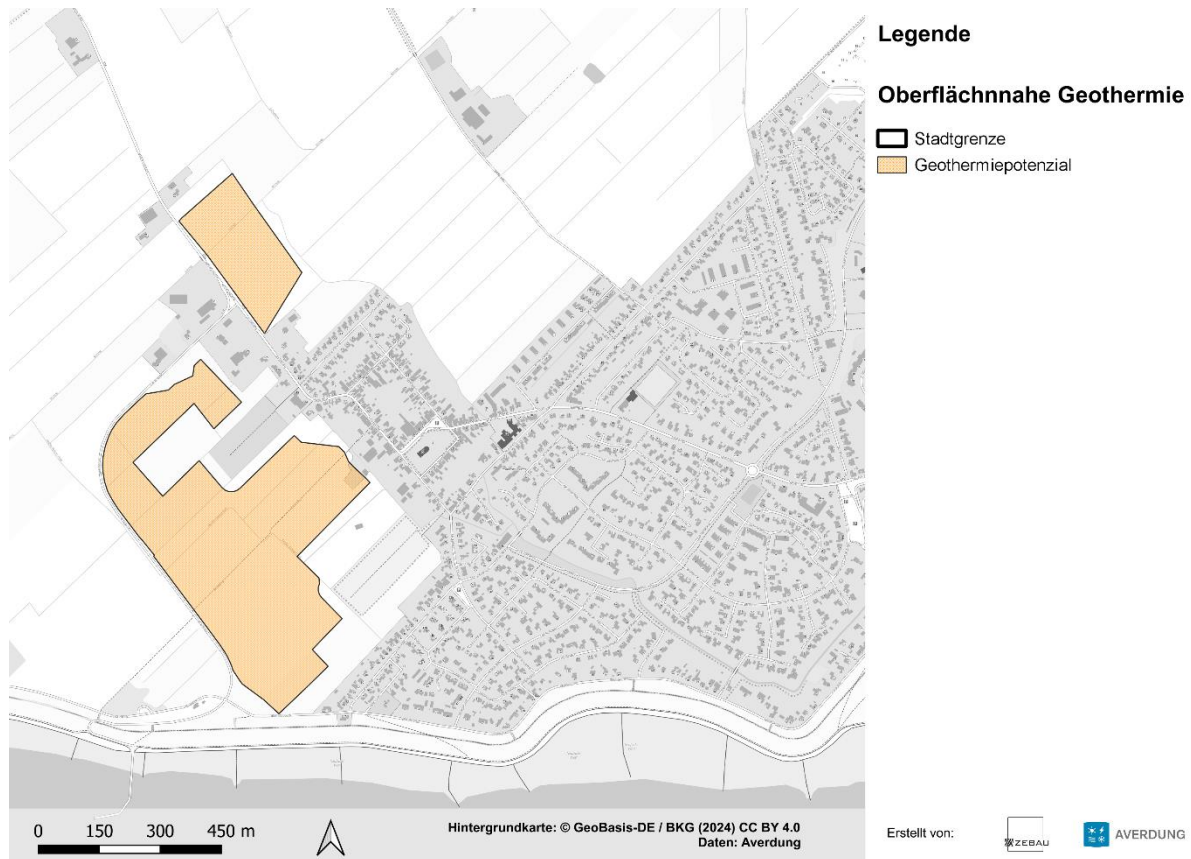 Legende
Oberflächnnahe Geothermie
Stadtgrenze
Geothermiepotenzial
0 150 300 450 m
Hintergrundkarte: © GeoBasis-DE / BKG (2024) CC BY 4.0
Daten: Averdung
Erstellt von:
ZEBAU
AVERDUNG